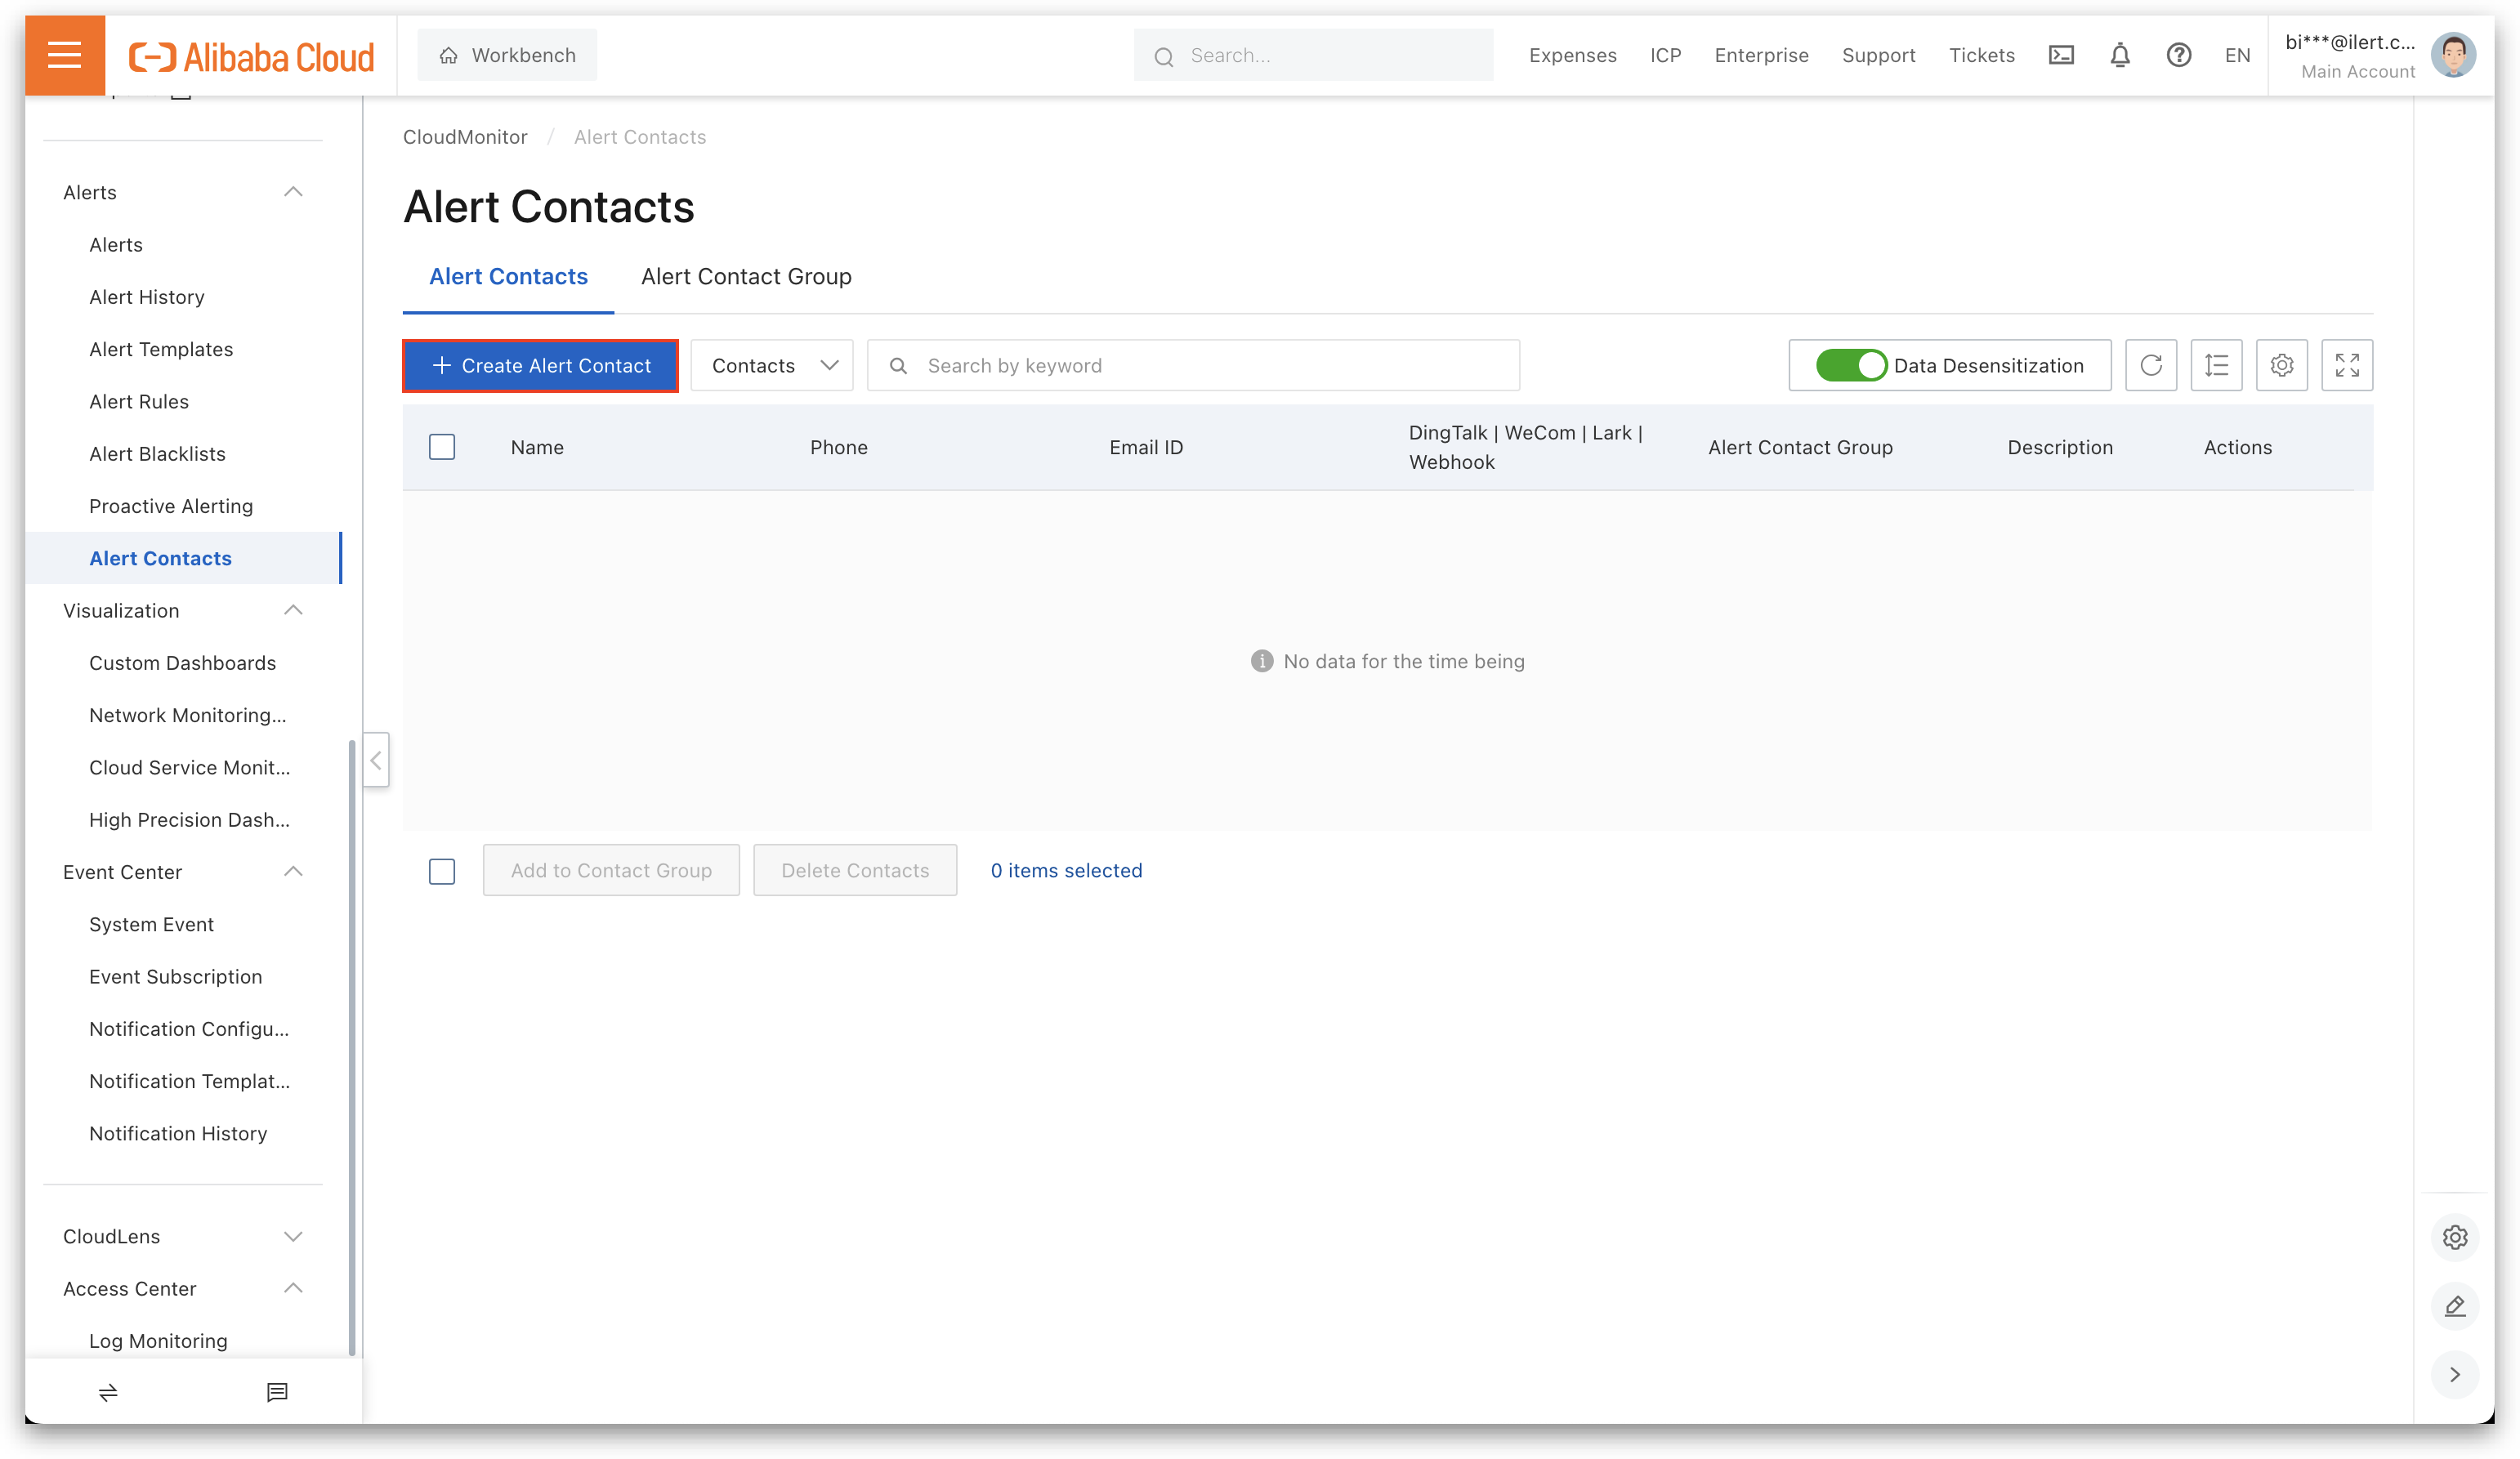 Alibaba Cloud
Workbench
Search...
Expenses
ICP
Enterprise
Support
Tickets
EN
bi***@ilert.c...
Main Account
Alerts
Alerts
Alert History
Alert Templates
Alert Rules
Alert Blacklists
Proactive Alerting
Alert Contacts
Visualization
Custom Dashboards
Network Monitoring...
Cloud Service Monit...
High Precision Dash...
Event Center
System Event
Event Subscription
Notification Configu...
Notification Templat...
Notification History
CloudLens
Access Center
Log Monitoring
CloudMonitor / Alert Contacts
Alert Contacts
Alert Contacts
Alert Contact Group
Create Alert Contact
Contacts
Search by keyword
Data Desensitization
Name
Phone
Email ID
DingTalk | WeCom | Lark |
Webhook
Alert Contact Group
Description
Actions
No data for the time being
Add to Contact Group
Delete Contacts
0 items selected